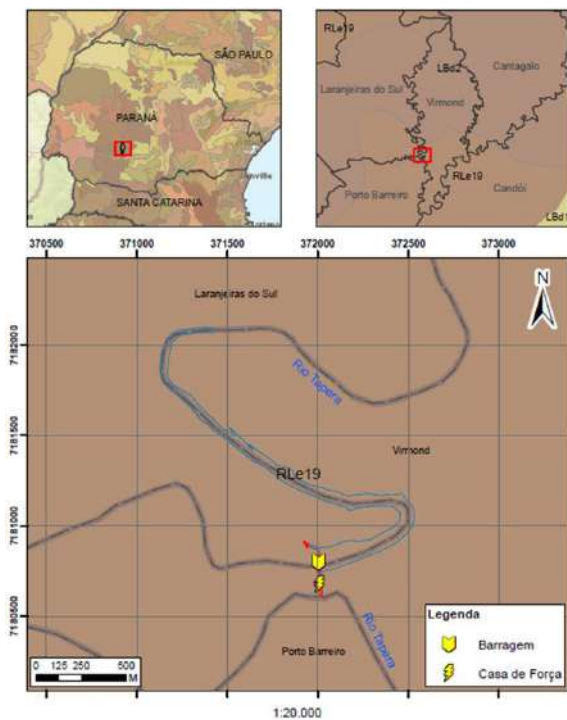 SÃO PAULO
PARANÁ
Joinville
SANTA CATARINA
RLe19
LBd2
Cantagalo
Laranjeiras do Sul
Virmond
RLe19
Porto Barreiro
Candói
370500 371000 371500 372000 372500 373000
Laranjeiras do Sul
N
7182000
Rio Tapera
7181500
Virmond
RLe19
7181000
7180500
Rio Tapera
Porto Barreiro
Legenda
Barragem
Casa de Força
0 125 250 500
M
1:20.000